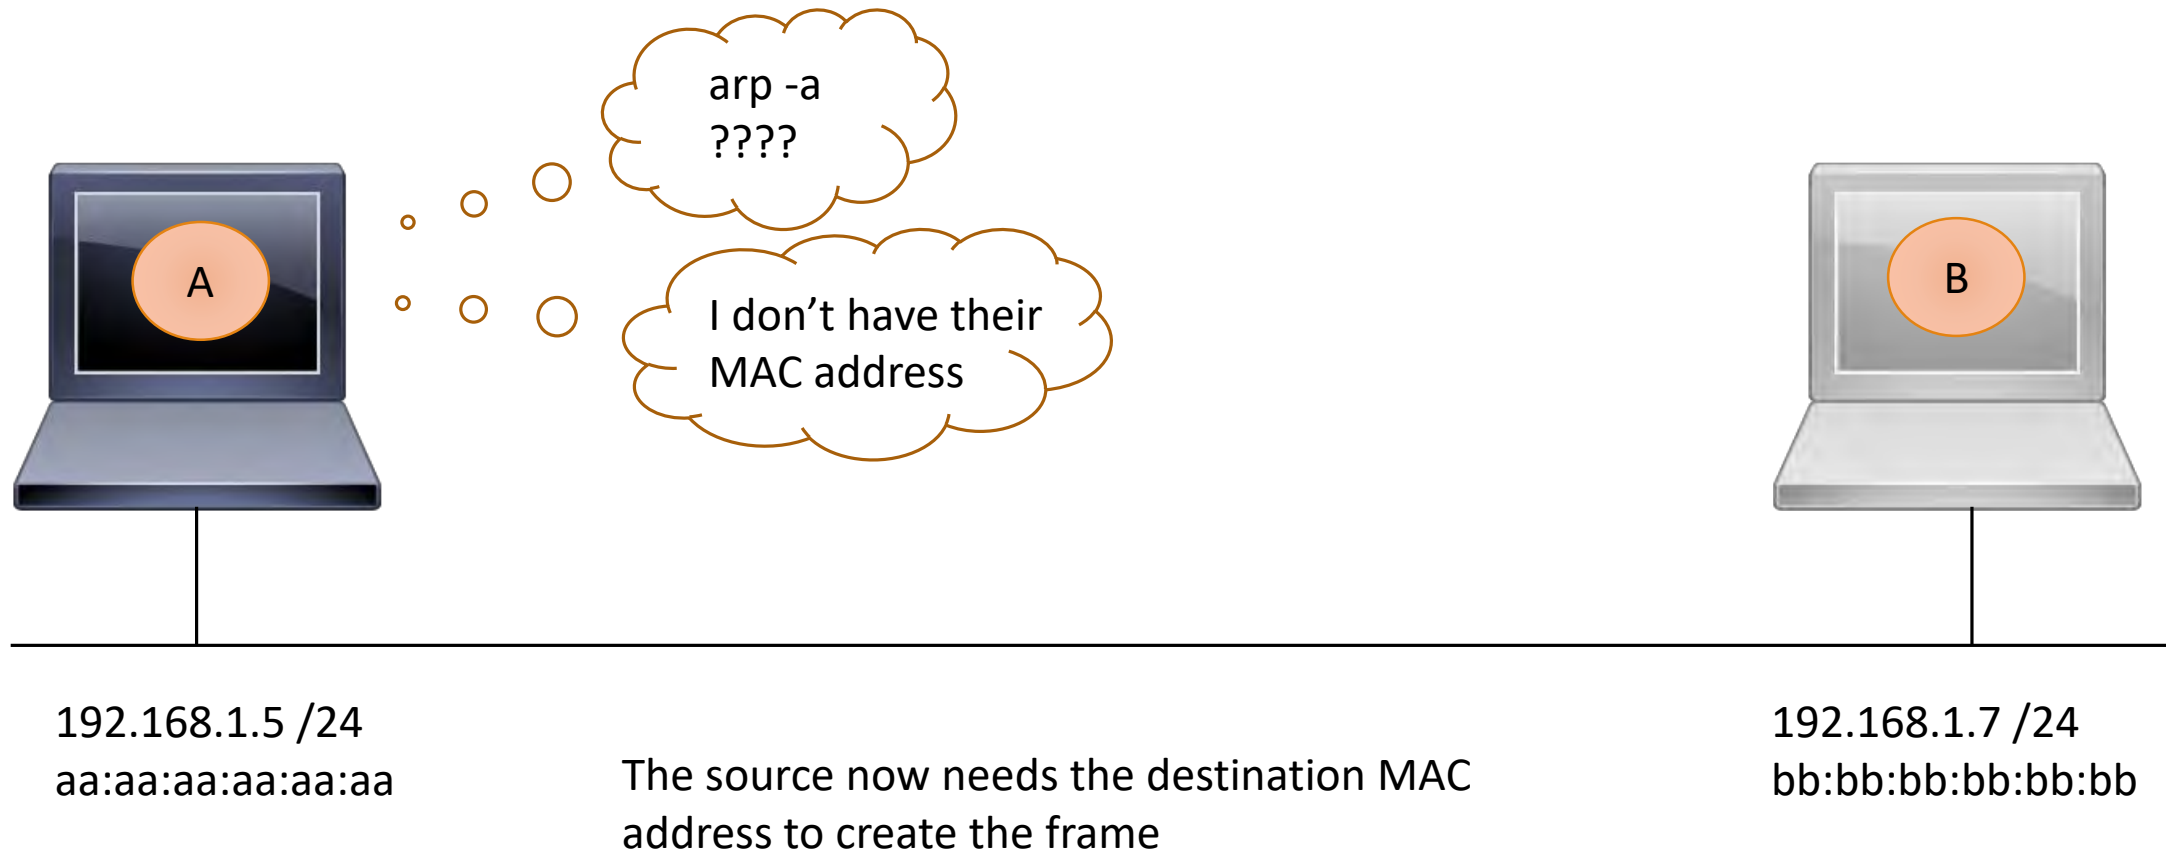 arp -a
????
A
B
I don’t have their
MAC address
192.168.1.5 /24
aa:aa:aa:aa:aa:aa
The source now needs the destination MAC
address to create the frame
192.168.1.7 /24
bb:bb:bb:bb:bb:bb